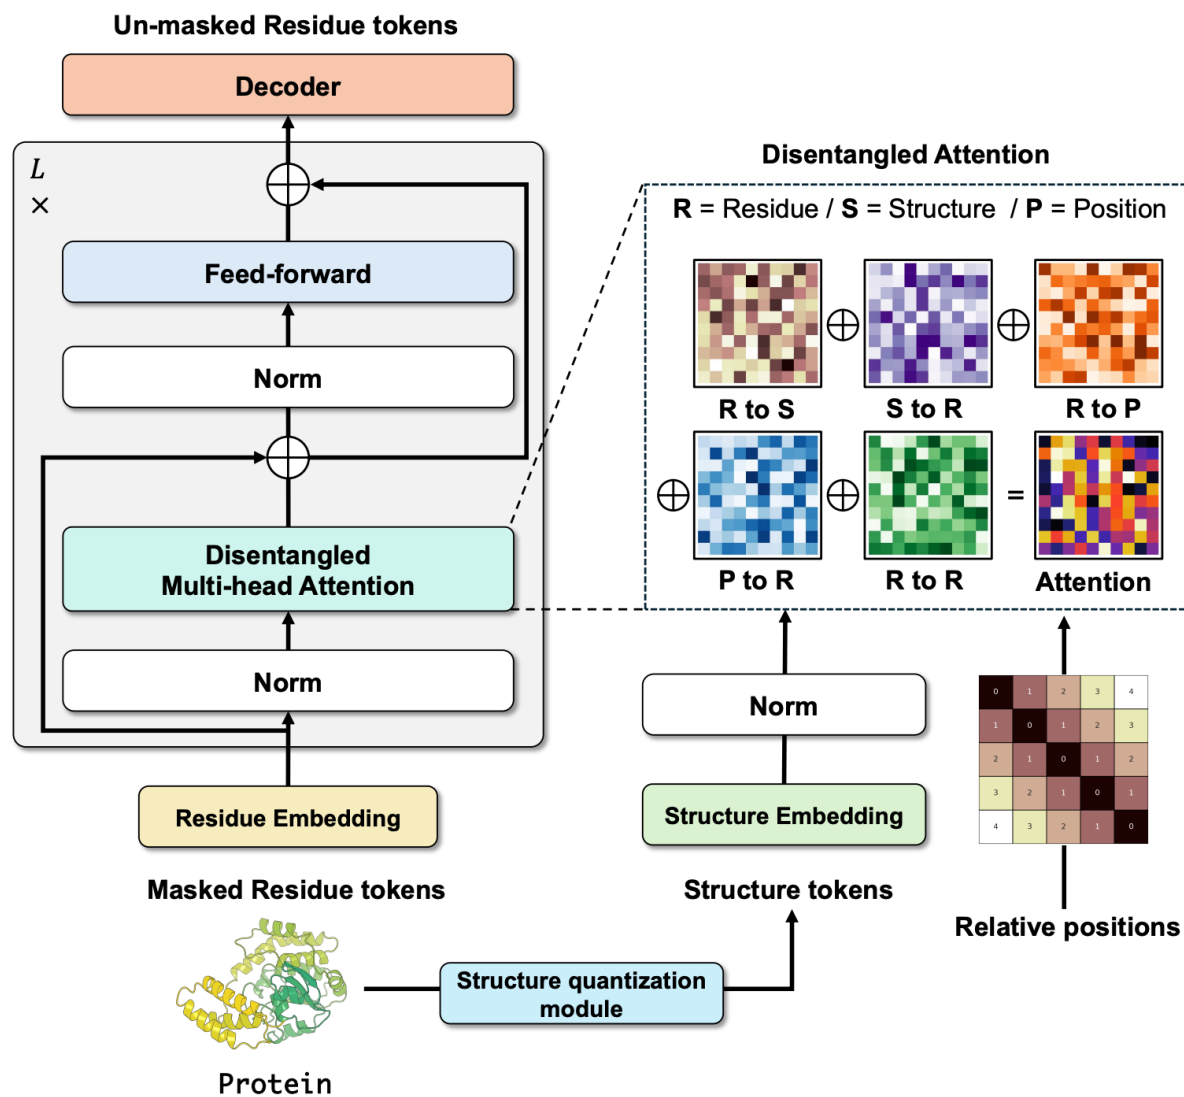 Un-masked Residue tokens
Decoder
L
×
Feed-forward
Norm
Disentangled
Multi-head Attention
Norm
Residue Embedding
Masked Residue tokens
Protein
Structure quantization
module
Structure tokens
Structure Embedding
Norm
Disentangled Attention
R = Residue / S = Structure / P = Position
R to S
S to R
R to P
P to R
R to R
=
Attention
0 1 2 3 4
1 0 1 2 3
2 1 0 1 2
3 2 1 0 1
4 3 2 1 0
Relative positions